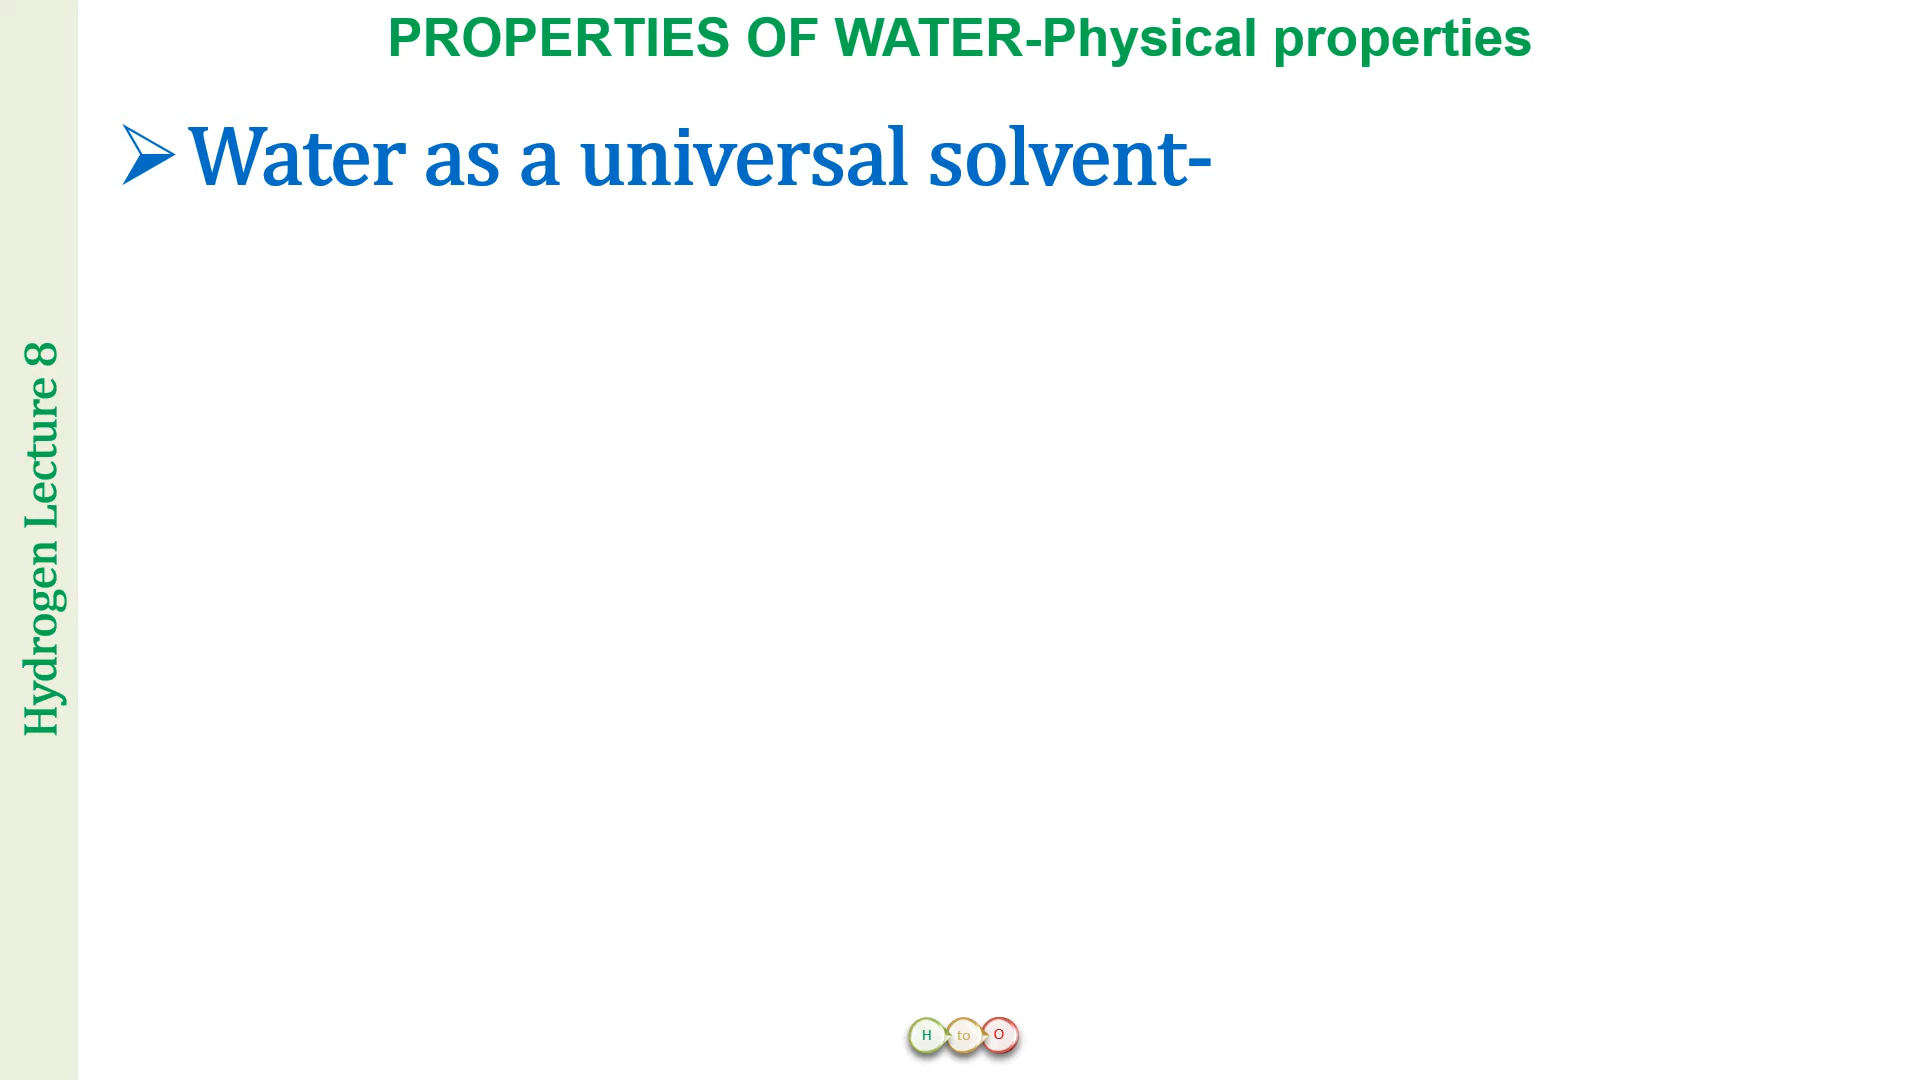 PROPERTIES OF WATER-Physical properties
Water as a universal solvent-
Hydrogen Lecture 8
H to O